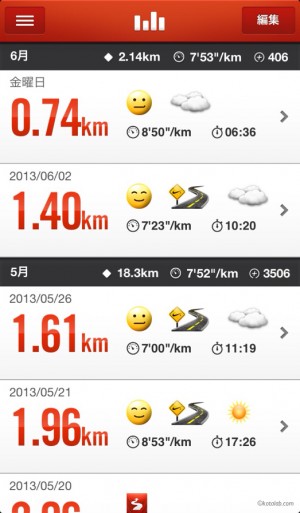 編集
6月 2.14km 7'53"/km 406
金曜日
0.74km
8'50"/km 06:36
2013/06/02
1.40km
7'23"/km 10:20
5月 18.3km 7'52"/km 3506
2013/05/26
1.61km
7'00"/km 11:19
2013/05/21
1.96km
8'53"/km 17:26
2013/05/20
©kusolab.com